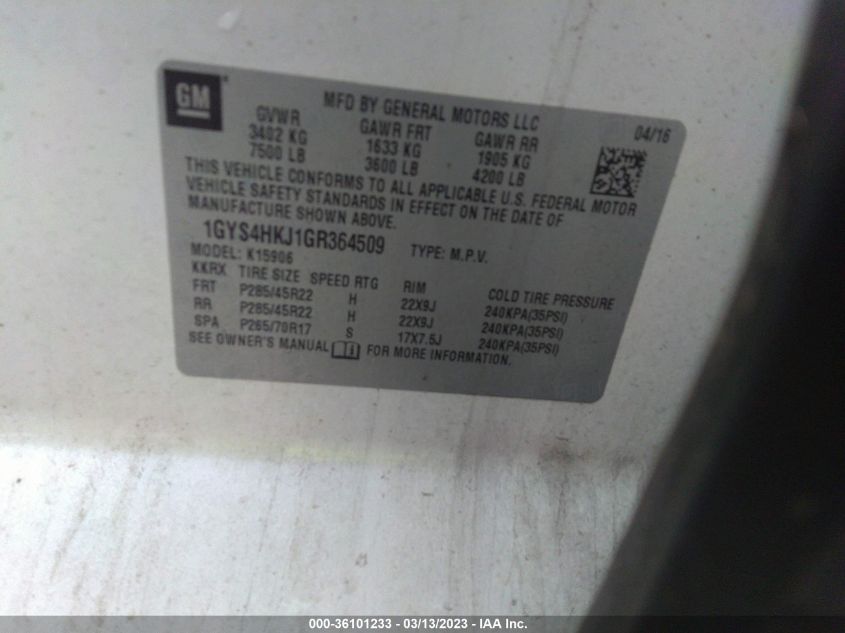 GM
MFD BY GENERAL MOTORS LLC
04/16
GVWR GAWR FRT GAWR RR
3402 KG 1633 KG 1905 KG
7500 LB 3600 LB 4200 LB
THIS VEHICLE CONFORMS TO ALL APPLICABLE U.S. FEDERAL MOTOR
VEHICLE SAFETY STANDARDS IN EFFECT ON THE DATE OF
MANUFACTURE SHOWN ABOVE.
1GYS4HKJ1GR364509 TYPE: M.P.V.
MODEL: K15906
KKRX TIRE SIZE SPEED RTG RIM COLD TIRE PRESSURE
FRT P285/45R22 H 22X9J 240KPA(35PSI)
RR P285/45R22 H 22X9J 240KPA(35PSI)
SPA P265/70R17 S 17X7.5J 240KPA(35PSI)
SEE OWNER'S MANUAL FOR MORE INFORMATION.
000-36101233 - 03/13/2023 - IAA Inc.